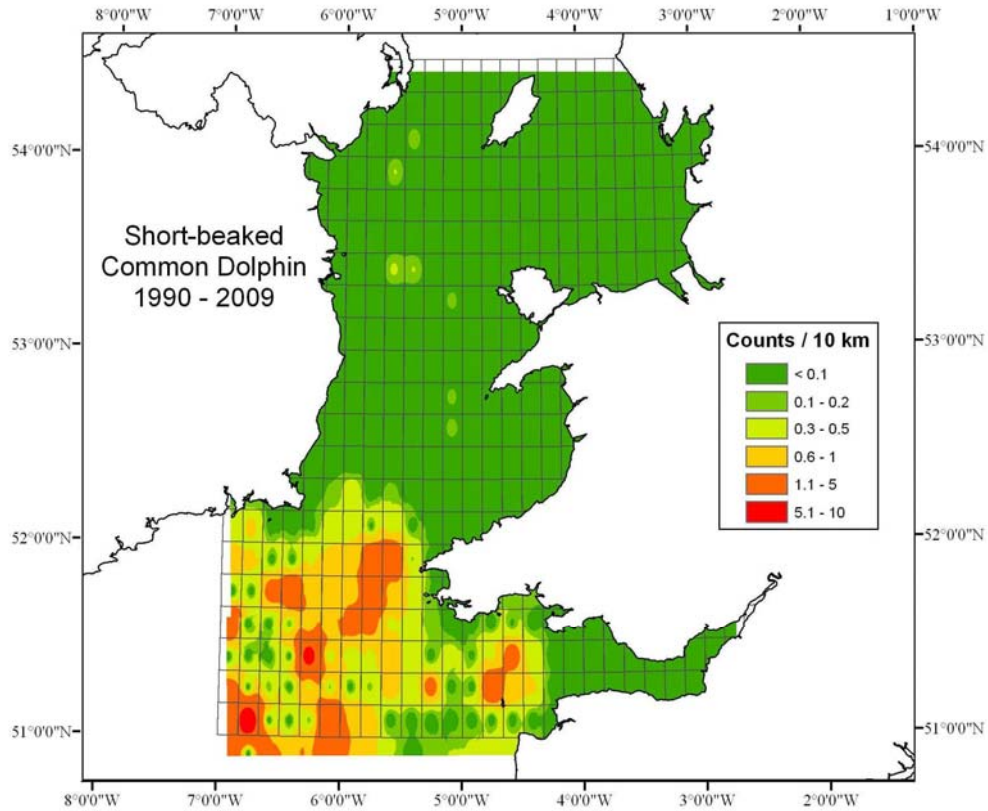 8°0'0"W 7°0'0"W 6°0'0"W 5°0'0"W 4°0'0"W 3°0'0"W 2°0'0"W 1°0'0"W
54°0'0"N 54°0'0"N
Short-beaked
Common Dolphin
1990 - 2009
53°0'0"N 53°0'0"N
Counts / 10 km
< 0.1
0.1 - 0.2
0.3 - 0.5
0.6 - 1
1.1 - 5
5.1 - 10
52°0'0"N 52°0'0"N
51°0'0"N 51°0'0"N
8°0'0"W 7°0'0"W 6°0'0"W 5°0'0"W 4°0'0"W 3°0'0"W 2°0'0"W